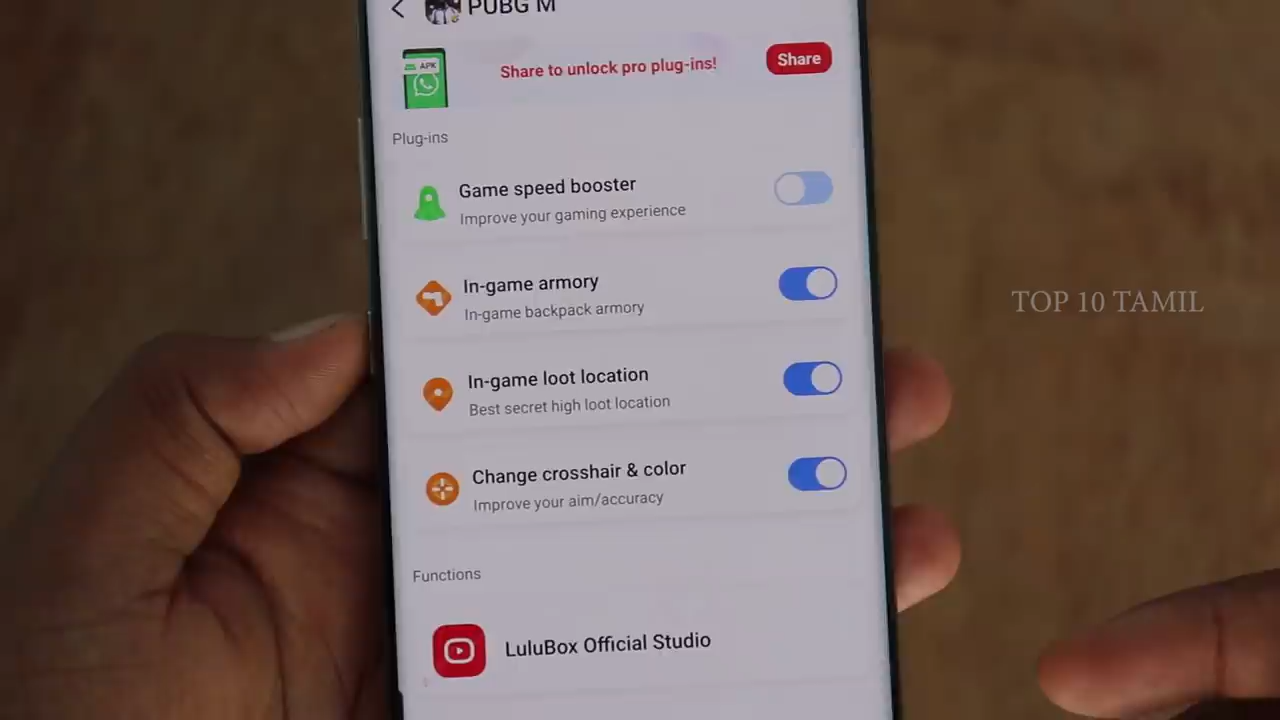 PUBG M
APK
Share to unlock pro plug-ins!
Share
Plug-ins
Game speed booster
Improve your gaming experience
In-game armory
In-game backpack armory
In-game loot location
Best secret high loot location
Change crosshair & color
Improve your aim/accuracy
Functions
LuluBox Official Studio
TOP 10 TAMIL